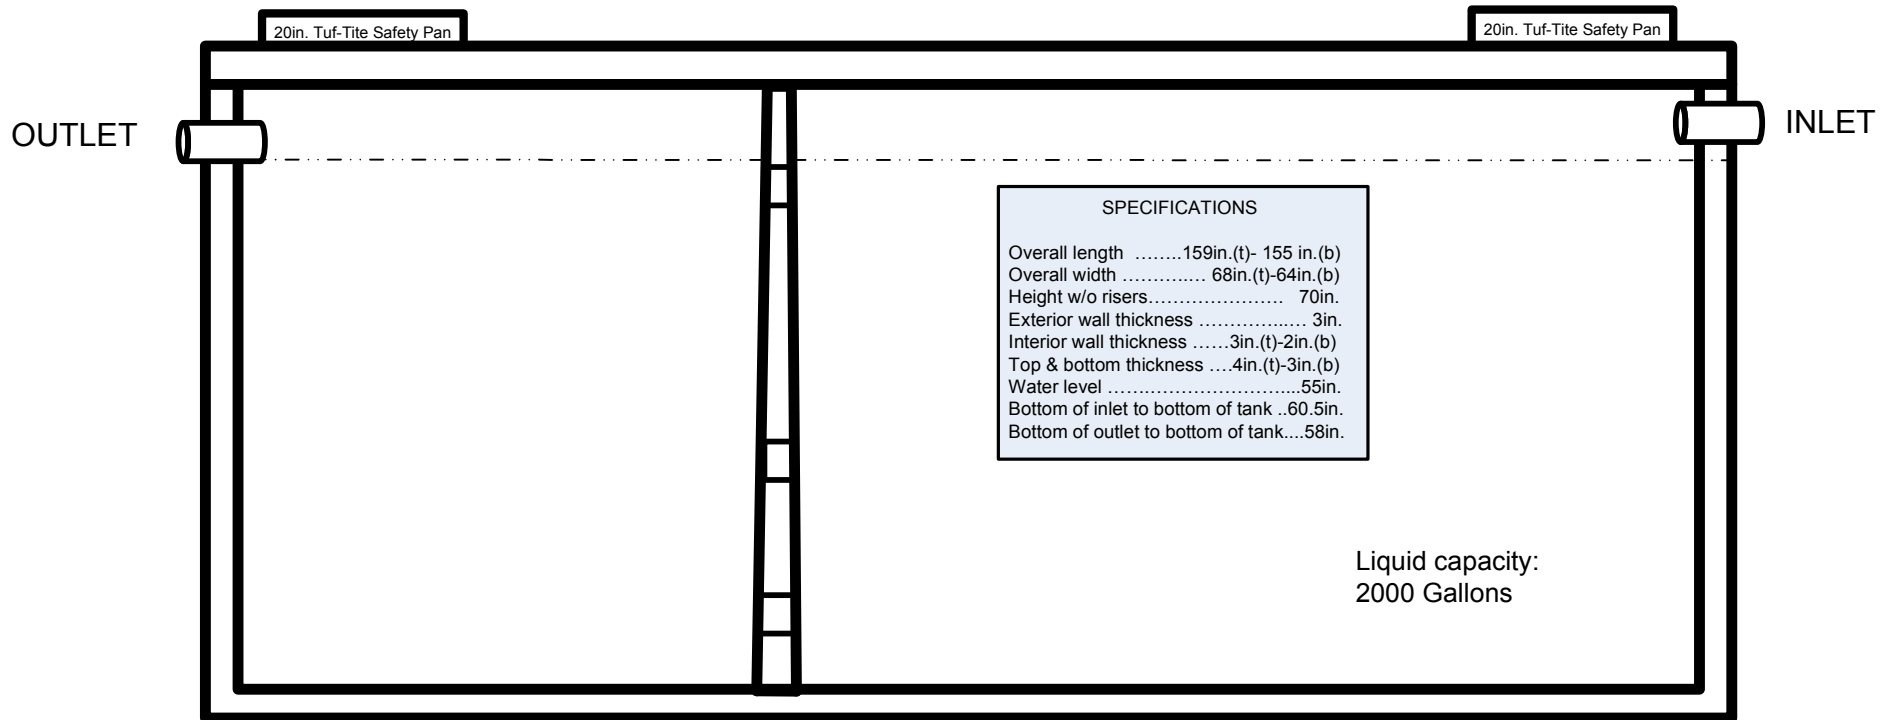 20in. Tuf-Tite Safety Pan
20in. Tuf-Tite Safety Pan
OUTLET
INLET
SPECIFICATIONS
Overall length ........159in.(t)- 155 in.(b)
Overall width .............. 68in.(t)-64in.(b)
Height w/o risers...................... 70in.
Exterior wall thickness ..................... 3in.
Interior wall thickness ......3in.(t)-2in.(b)
Top & bottom thickness ....4in.(t)-3in.(b)
Water level ..................................55in.
Bottom of inlet to bottom of tank ..60.5in.
Bottom of outlet to bottom of tank....58in.
Liquid capacity:
2000 Gallons